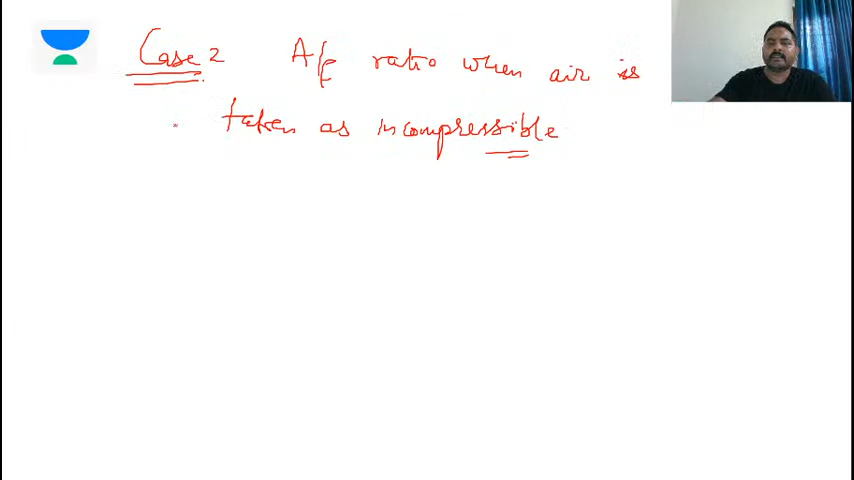 Case 2 A/F ratio when air is
taken as incompressible